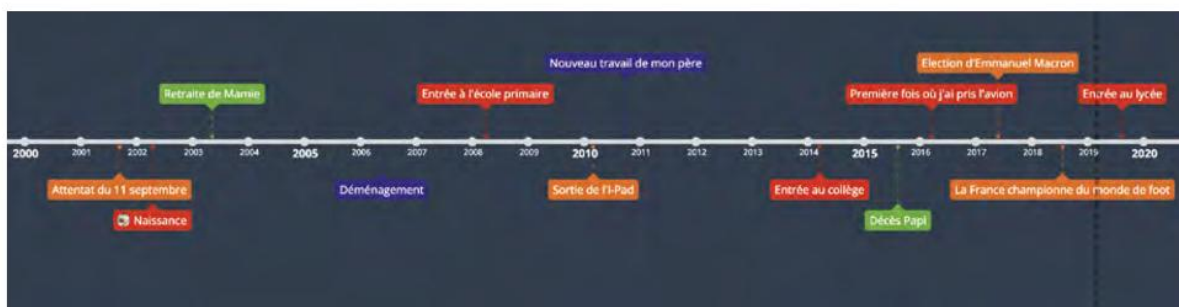 Nouveau travail de mon père
Election d'Emmanuel Macron
Retraite de Mamie
Entrée à l'école primaire
Première fois où j'ai pris l'avion
Entrée au lycée
2000 2001 2002 2003 2004 2005 2006 2007 2008 2009 2010 2011 2012 2013 2014 2015 2016 2017 2018 2019 2020
Attentat du 11 septembre
Déménagement
Sortie de l'I-Pad
Entrée au collège
La France championne du monde de foot
Naissance
Décès Papi